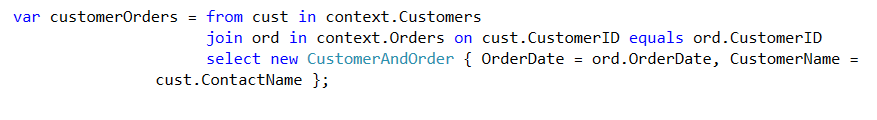 var customerOrders = from cust in context.Customers
join ord in context.Orders on cust.CustomerID equals ord.CustomerID
select new CustomerAndOrder { OrderDate = ord.OrderDate, CustomerName =
cust.ContactName };